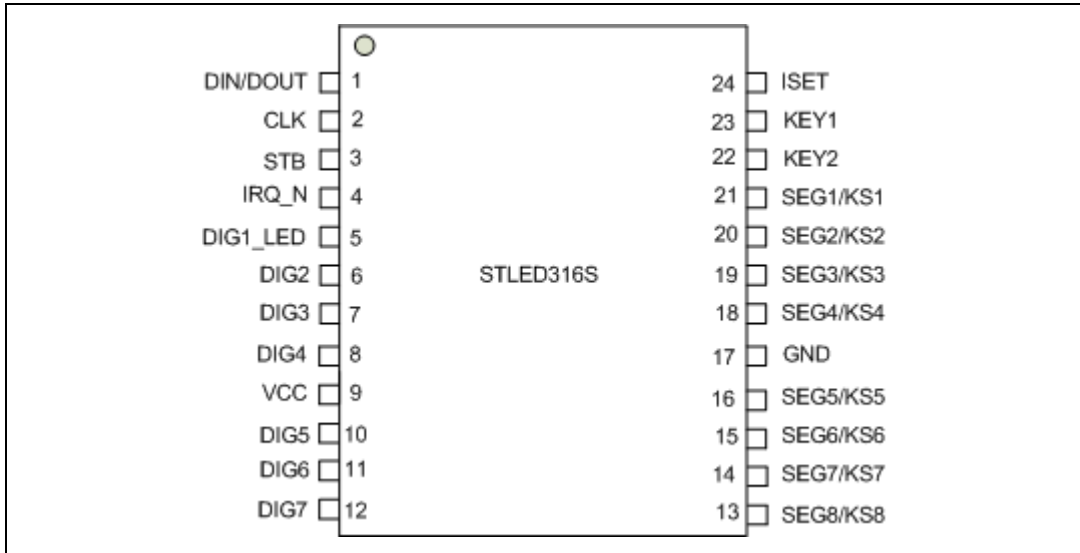 DIN/DOUT 1 24 ISET
CLK 2 23 KEY1
STB 3 22 KEY2
IRQ_N 4 21 SEG1/KS1
DIG1_LED 5 20 SEG2/KS2
DIG2 6 STLED316S 19 SEG3/KS3
DIG3 7 18 SEG4/KS4
DIG4 8 17 GND
VCC 9 16 SEG5/KS5
DIG5 10 15 SEG6/KS6
DIG6 11 14 SEG7/KS7
DIG7 12 13 SEG8/KS8